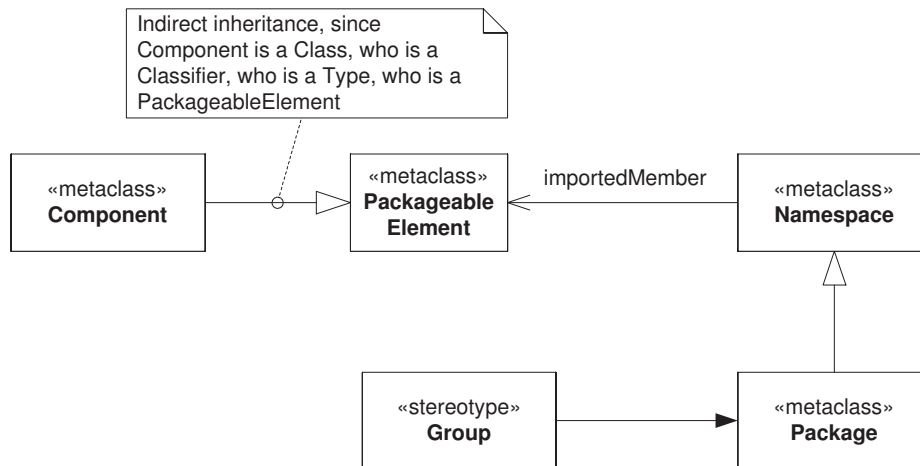 Indirect inheritance, since
Component is a Class, who is a
Classifier, who is a Type, who is a
PackageableElement
«metaclass»
Component
«metaclass»
Packageable
Element
importedMember
«metaclass»
Namespace
«stereotype»
Group
«metaclass»
Package